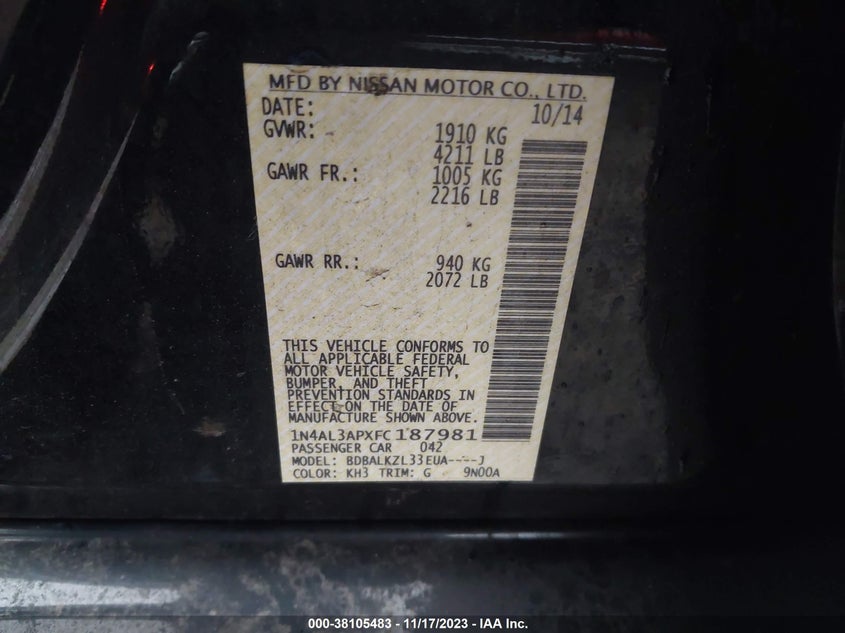 MFD BY NISSAN MOTOR CO., LTD.
DATE: 10/14
GVWR: 1910 KG
4211 LB
GAWR FR.: 1005 KG
2216 LB
GAWR RR.: 940 KG
2072 LB
THIS VEHICLE CONFORMS TO
ALL APPLICABLE FEDERAL
MOTOR VEHICLE SAFETY,
BUMPER, AND THEFT
PREVENTION STANDARDS IN
EFFECT ON THE DATE OF
MANUFACTURE SHOWN ABOVE.
1N4AL3APXFC187981
PASSENGER CAR 042
MODEL: BDBALKZL33EUA----J
COLOR: KH3 TRIM: G 9N00A
000-38105483 - 11/17/2023 - IAA Inc.